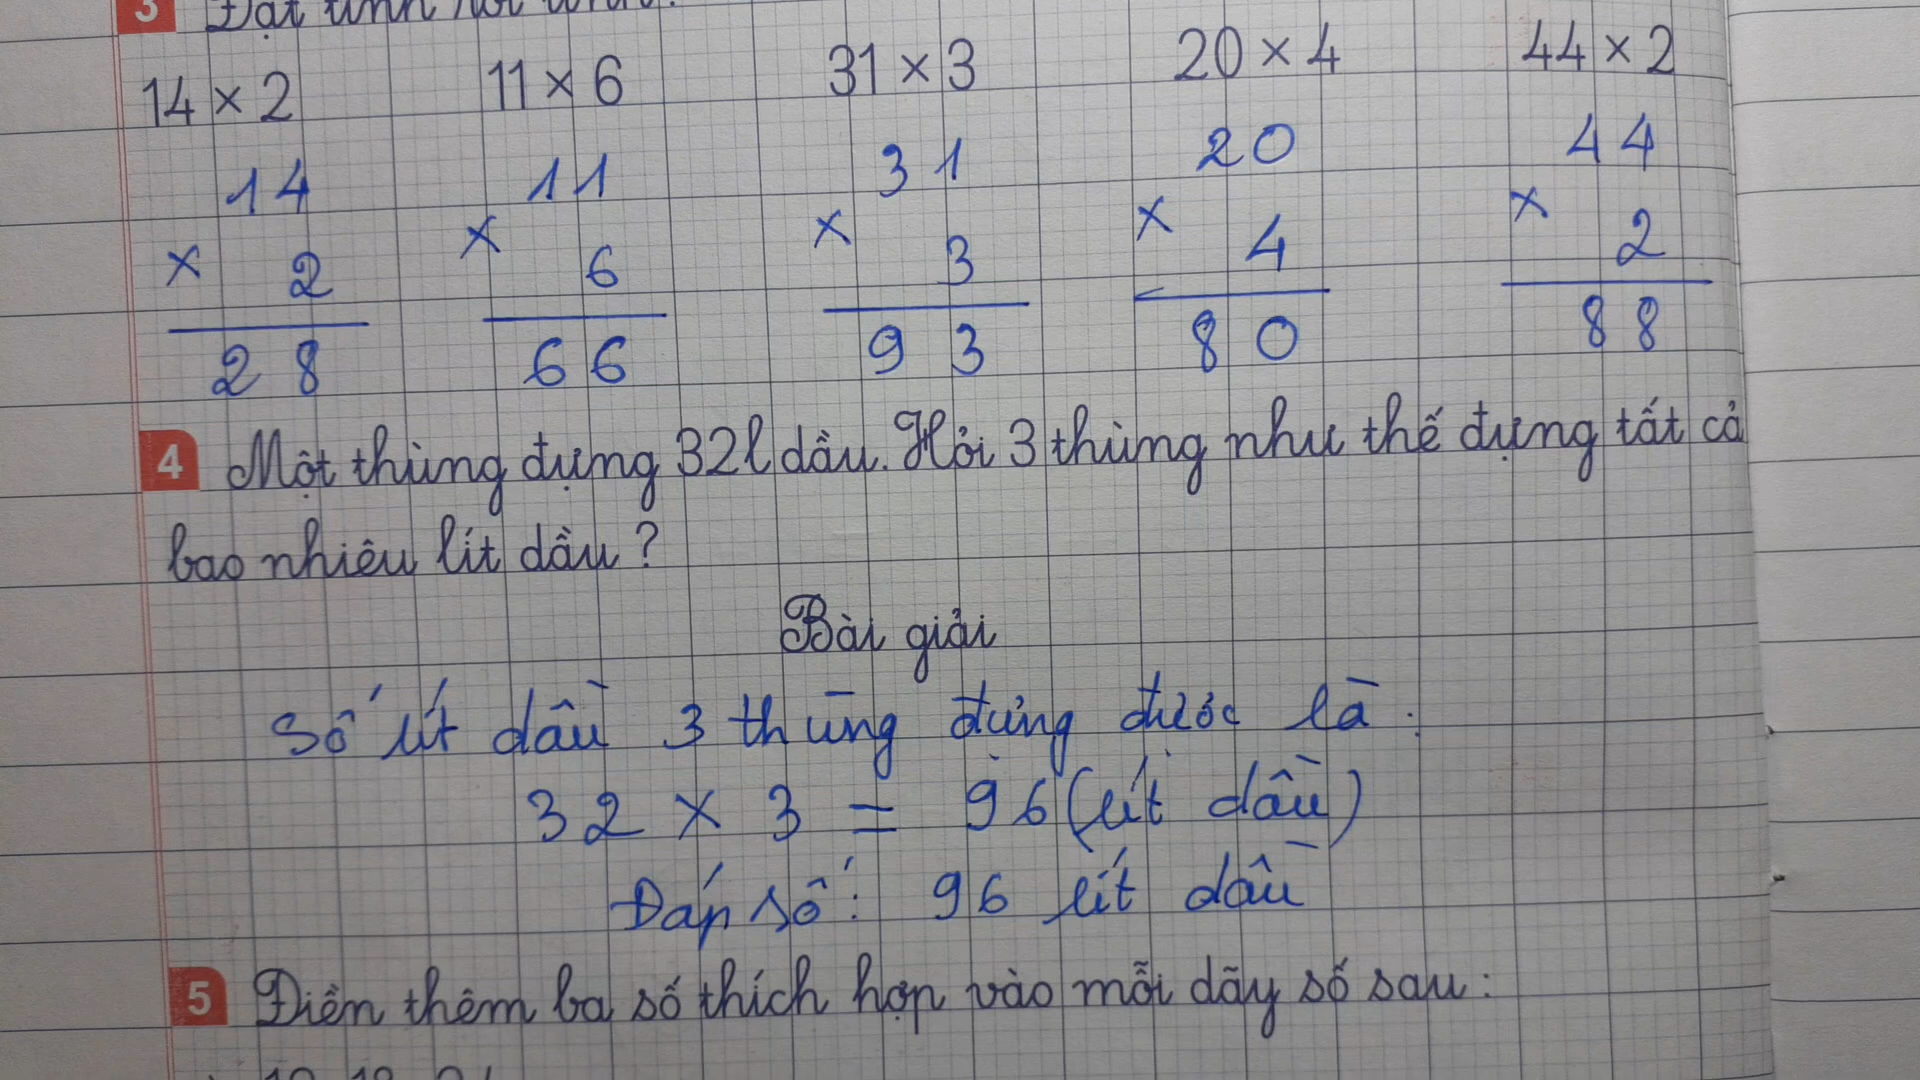 3 Đặt tính rồi tính:
14 × 2 11 × 6 31 × 3 20 × 4 44 × 2
14 11 31 20 44
× 2 × 6 × 3 × 4 × 2
28 66 93 80 88
4 Một thùng đựng 32l dầu. Hỏi 3 thùng như thế đựng tất cả
bao nhiêu lít dầu?
Bài giải
Số lít dầu 3 thùng đựng được là:
32 × 3 = 96 (lít dầu)
Đáp số: 96 lít dầu
5 Điền thêm ba số thích hợp vào mỗi dãy số sau: